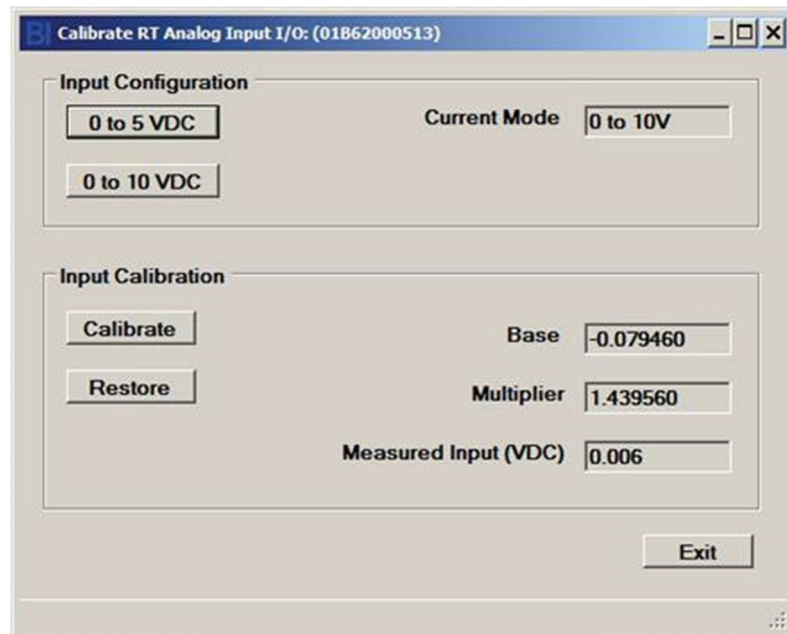 BI Calibrate RT Analog Input I/O: (01B62000513)
Input Configuration
0 to 5 VDC
Current Mode 0 to 10V
0 to 10 VDC
Input Calibration
Calibrate
Base -0.079460
Restore
Multiplier 1.439560
Measured Input (VDC) 0.006
Exit